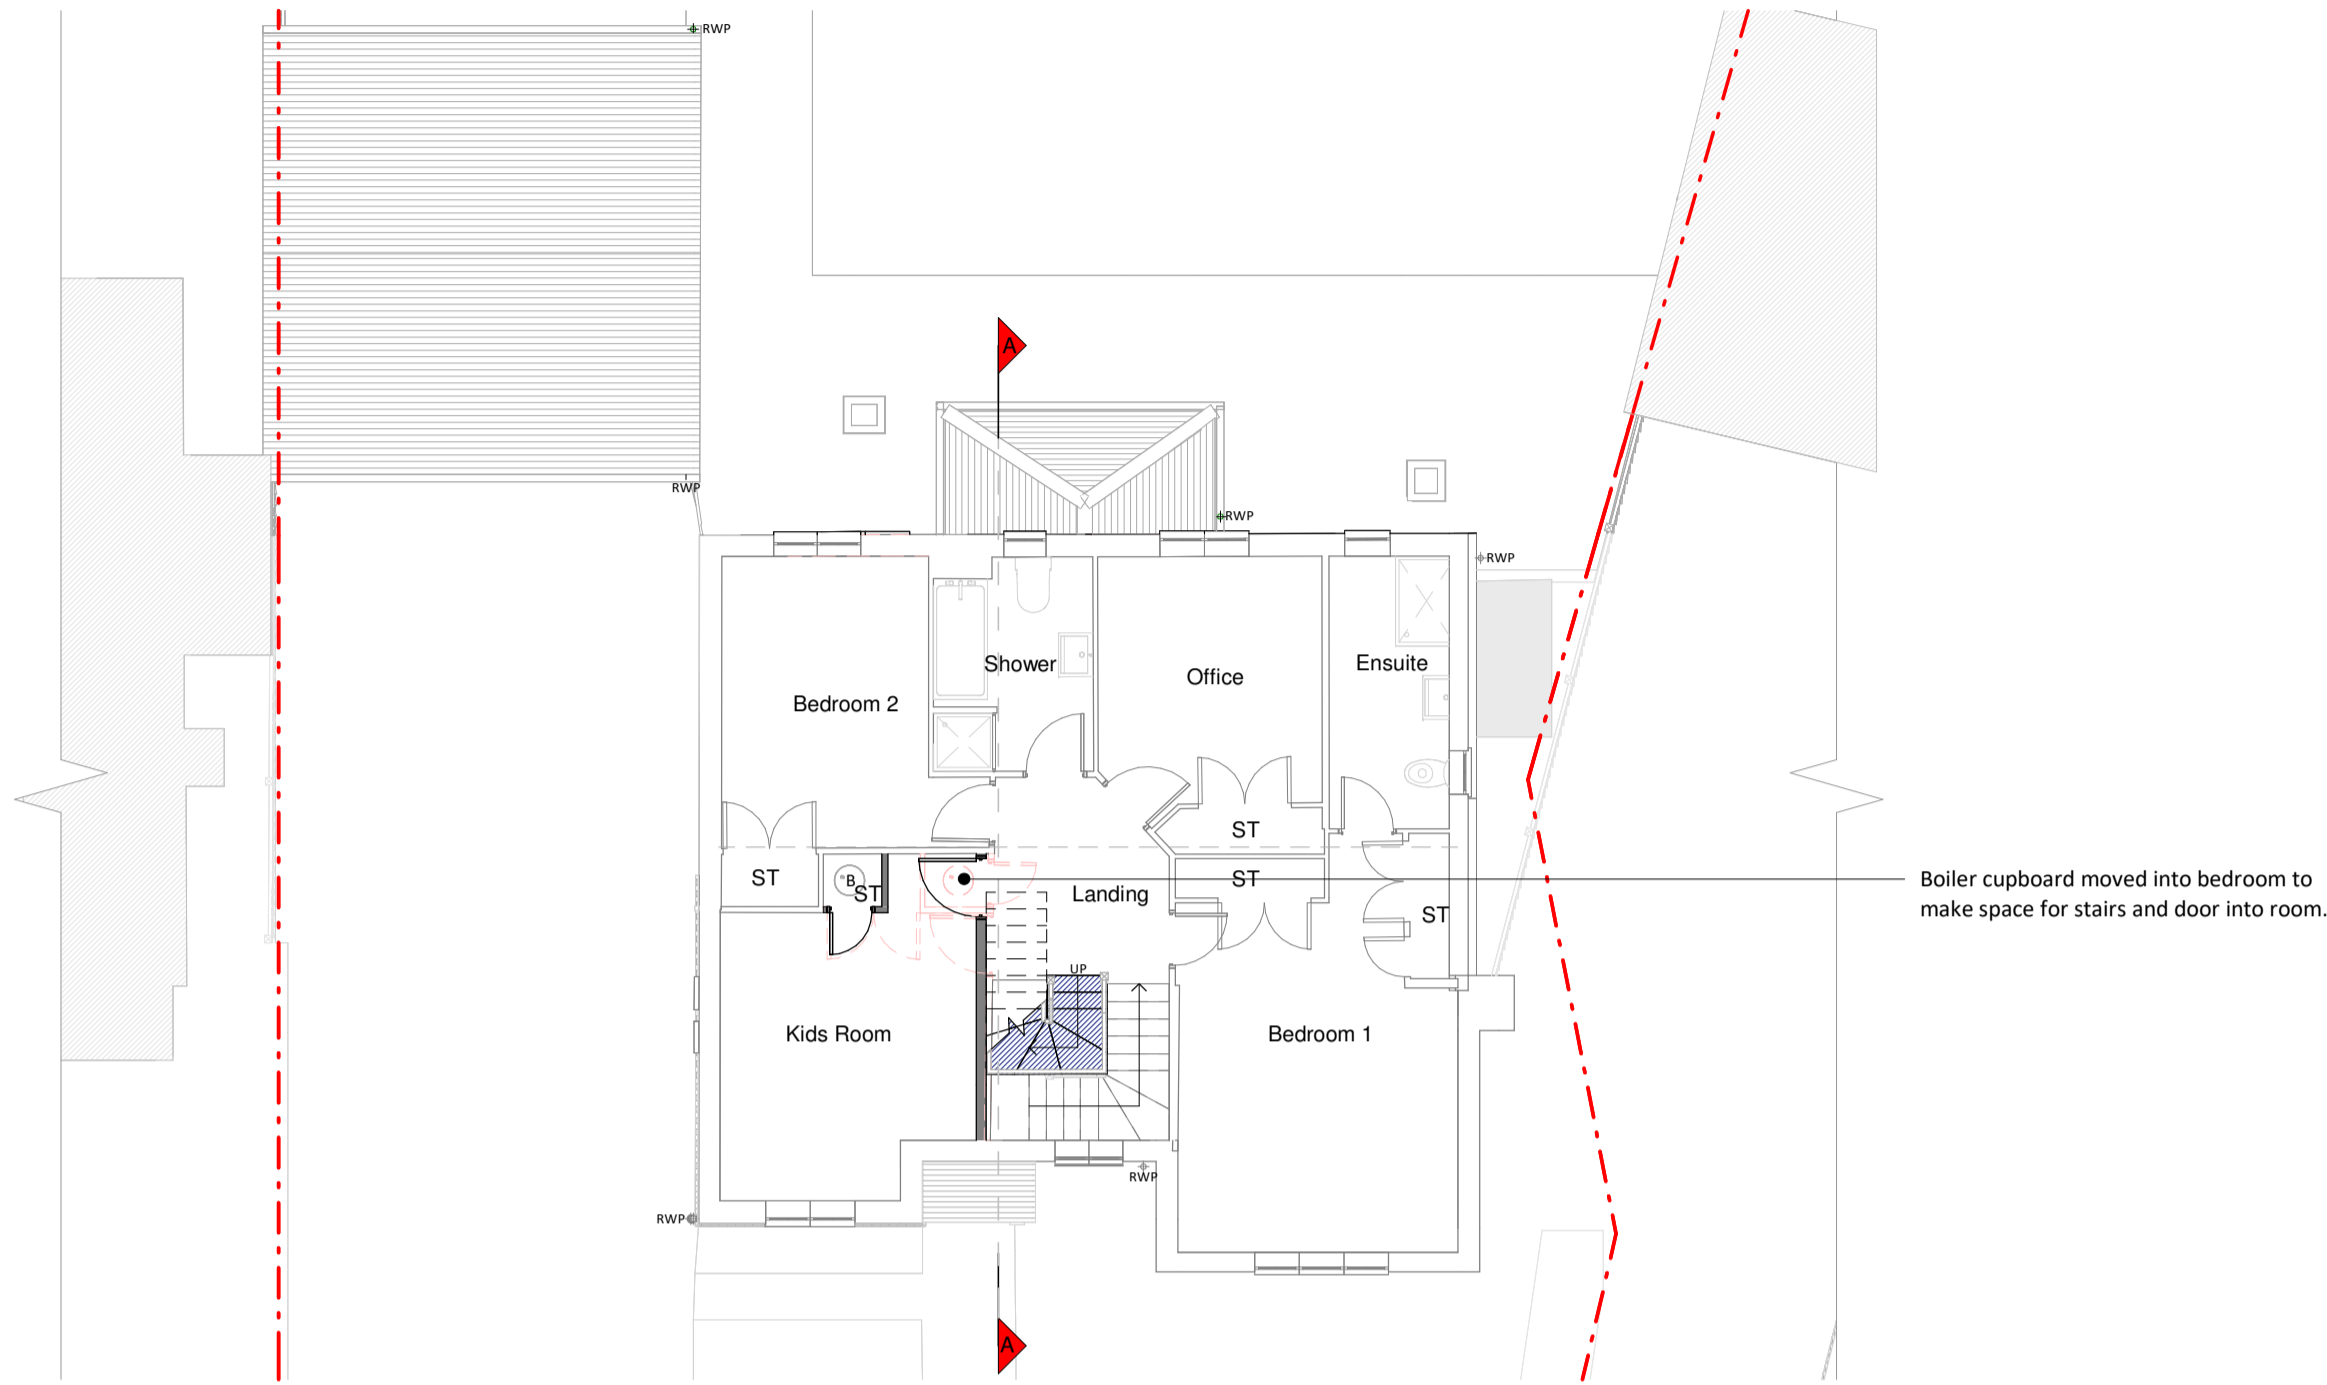 RWP
A
RWP
RWP
RWP
Shower
Ensuite
Office
Bedroom 2
ST
ST
ST
B
ST
Landing
ST
Boiler cupboard moved into bedroom to
make space for stairs and door into room.
UP
Kids Room
Bedroom 1
RWP
RWP
A